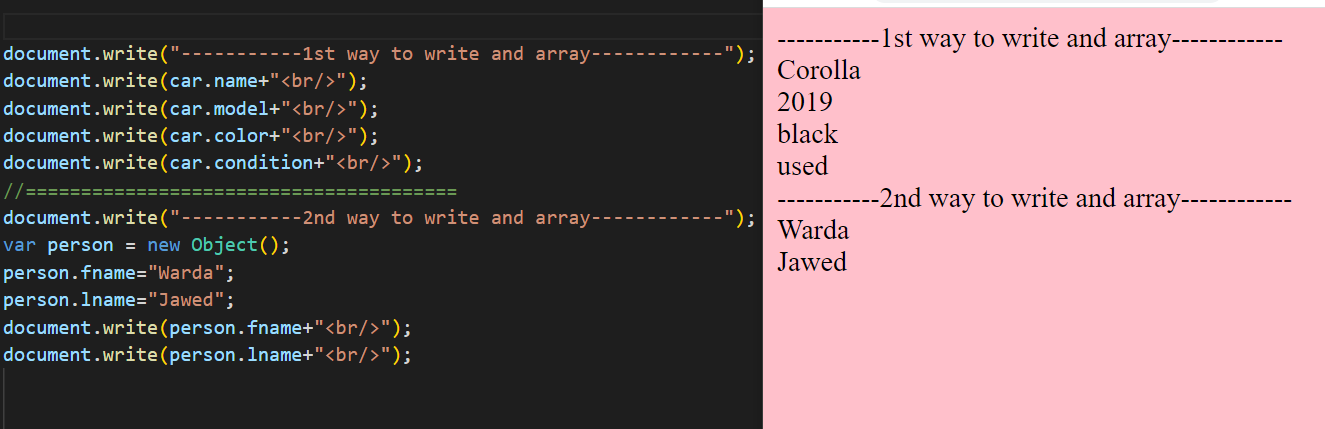 document.write("-----------1st way to write and array------------");
document.write(car.name+"<br/>");
document.write(car.model+"<br/>");
document.write(car.color+"<br/>");
document.write(car.condition+"<br/>");
//=======================================
document.write("-----------2nd way to write and array------------");
var person = new Object();
person.fname="Warda";
person.lname="Jawed";
document.write(person.fname+"<br/>");
document.write(person.lname+"<br/>");
-----------1st way to write and array------------
Corolla
2019
black
used
-----------2nd way to write and array------------
Warda
Jawed